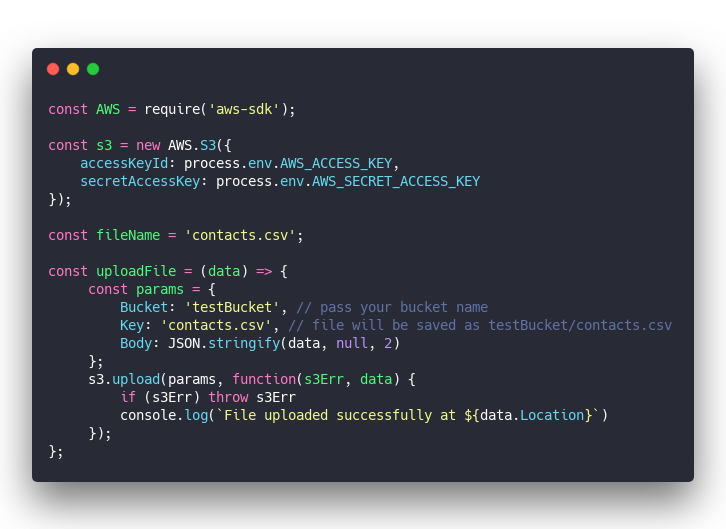 const AWS = require('aws-sdk');

const s3 = new AWS.S3({
    accessKeyId: process.env.AWS_ACCESS_KEY,
    secretAccessKey: process.env.AWS_SECRET_ACCESS_KEY
});

const fileName = 'contacts.csv';

const uploadFile = (data) => {
     const params = {
         Bucket: 'testBucket', // pass your bucket name
         Key: 'contacts.csv', // file will be saved as testBucket/contacts.csv
         Body: JSON.stringify(data, null, 2)
     };
     s3.upload(params, function(s3Err, data) {
         if (s3Err) throw s3Err
         console.log(`File uploaded successfully at ${data.Location}`)
     });
};